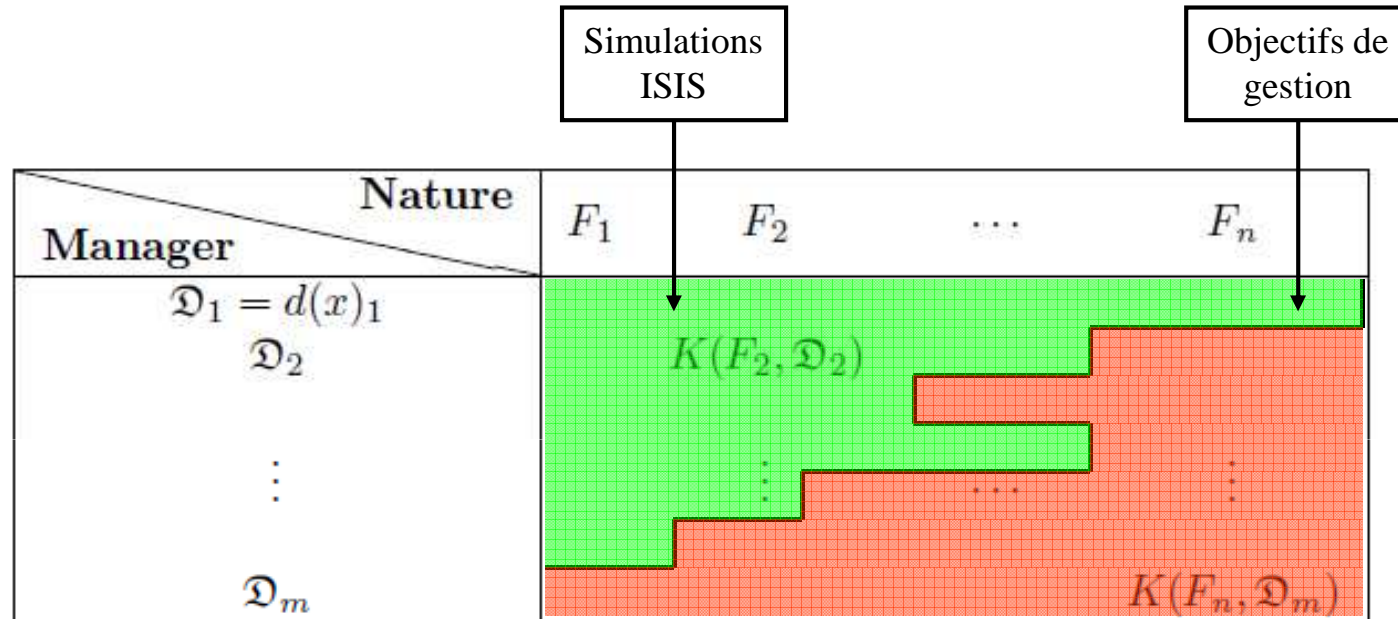 Simulations
ISIS
Objectifs de
gestion
Nature
Manager
F₁ F₂ ⋯ Fₙ
𝔇₁ = d(x)₁
𝔇₂ K(F₂, 𝔇₂)
⋮ ⋮ ⋯ ⋮
𝔇ₘ K(Fₙ, 𝔇ₘ)